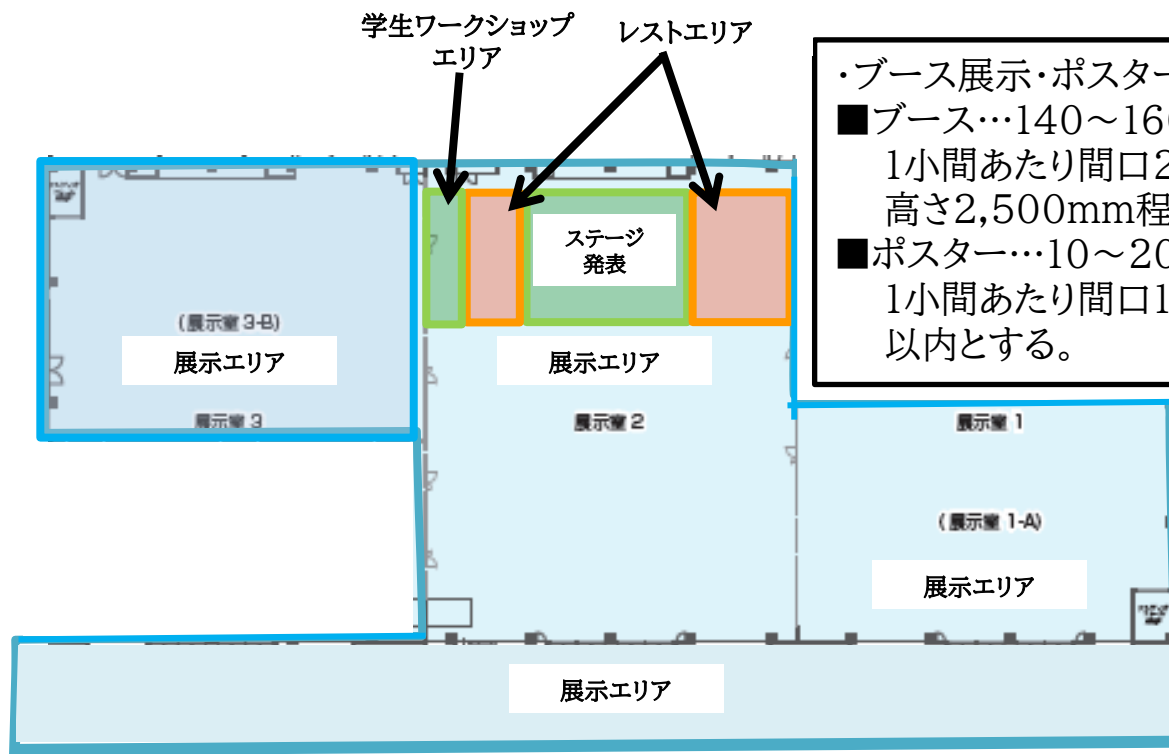 学生ワークショップ
エリア
レストエリア
・ブース展示・ポスター
■ブース…140～16
1小間あたり間口2
高さ2,500mm程
■ポスター…10～20
1小間あたり間口1
以内とする。
ステージ
発表
(展示室 3-B)
展示エリア
展示室 3
展示エリア
展示室 2
展示室 1
(展示室 1-A)
展示エリア
展示エリア